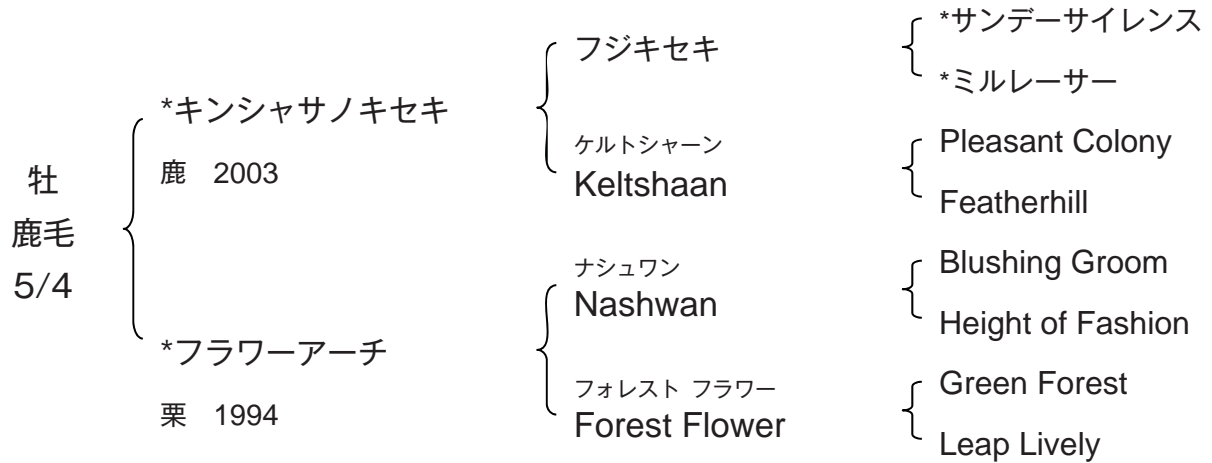 牡
鹿毛
5/4
*キンシャサノキセキ
鹿 2003
*フラワーアーチ
栗 1994
フジキセキ
ケルトシャーン
Keltshaan
ナシュワン
Nashwan
フォレスト フラワー
Forest Flower
*サンデーサイレンス
*ミルレーサー
Pleasant Colony
Featherhill
Blushing Groom
Height of Fashion
Green Forest
Leap Lively